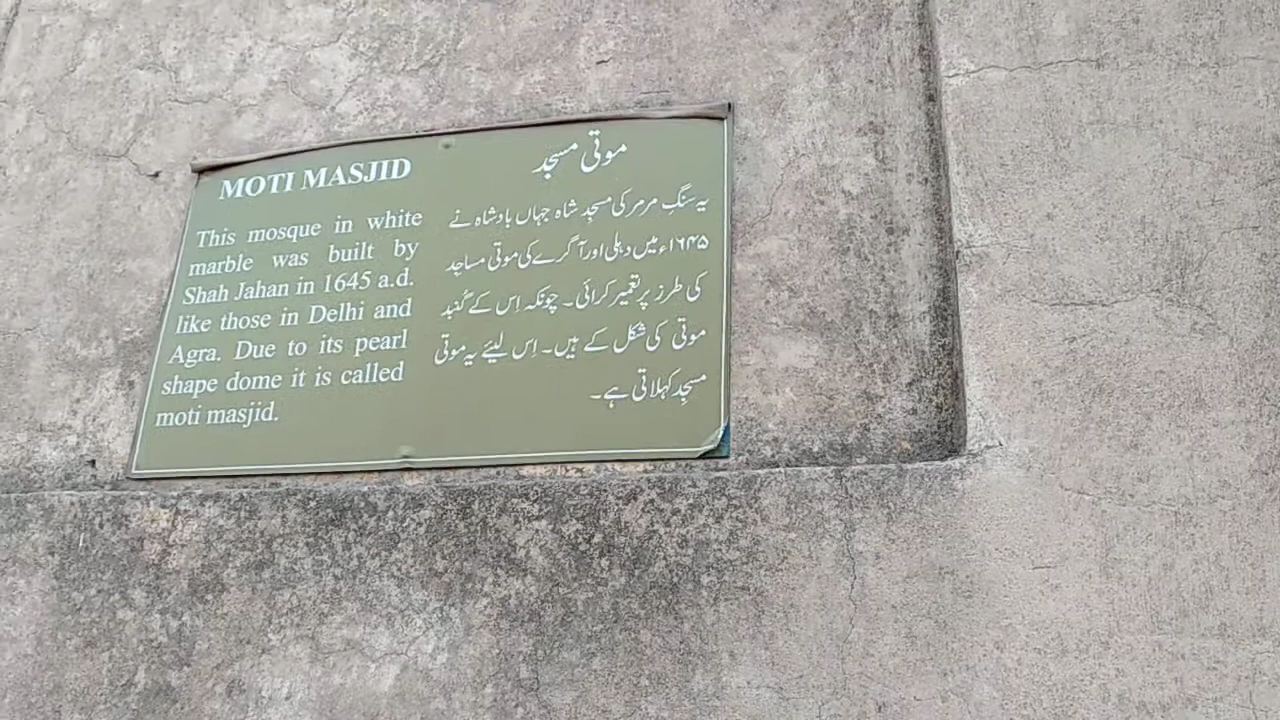 MOTI MASJID
This mosque in white
marble was built by
Shah Jahan in 1645 a.d.
like those in Delhi and
Agra. Due to its pearl
shape dome it is called
moti masjid.
موتی مسجد
یہ سنگِ مرمر کی مسجد شاہ جہاں بادشاہ نے
۱۶۴۵ء میں دہلی اور آگرے کی موتی مساجد
کی طرز پر تعمیر کرائی۔ چونکہ اِس کے گنبد
موتی کی شکل کے ہیں۔ اِس لیئے یہ موتی
مسجد کہلاتی ہے۔